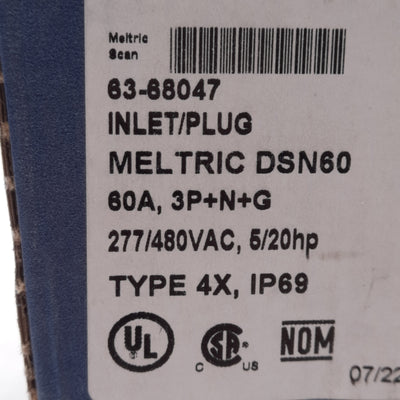 Meltric
Scan
63-68047
INLET/PLUG
MELTRIC DSN60
60A, 3P+N+G
277/480VAC, 5/20hp
TYPE 4X, IP69
UL SA NOM
C US
07/22